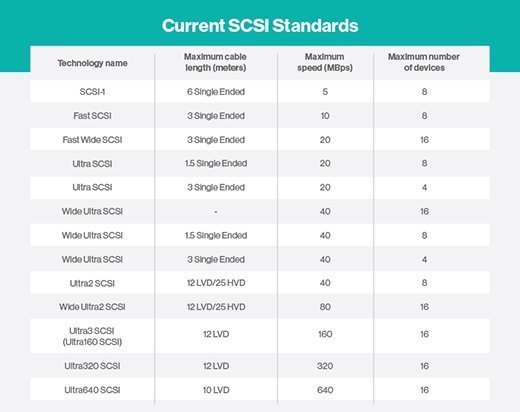 Current SCSI Standards
Technology name
Maximum cable
length (meters)
Maximum
speed (MBps)
Maximum number
of devices
SCSI-1 6 Single Ended 5 8
Fast SCSI 3 Single Ended 10 8
Fast Wide SCSI 3 Single Ended 20 16
Ultra SCSI 1.5 Single Ended 20 8
Ultra SCSI 3 Single Ended 20 4
Wide Ultra SCSI - 40 16
Wide Ultra SCSI 1.5 Single Ended 40 8
Wide Ultra SCSI 3 Single Ended 40 4
Ultra2 SCSI 12 LVD/25 HVD 40 8
Wide Ultra2 SCSI 12 LVD/25 HVD 80 16
Ultra3 SCSI
(Ultra160 SCSI) 12 LVD 160 16
Ultra320 SCSI 12 LVD 320 16
Ultra640 SCSI 10 LVD 640 16